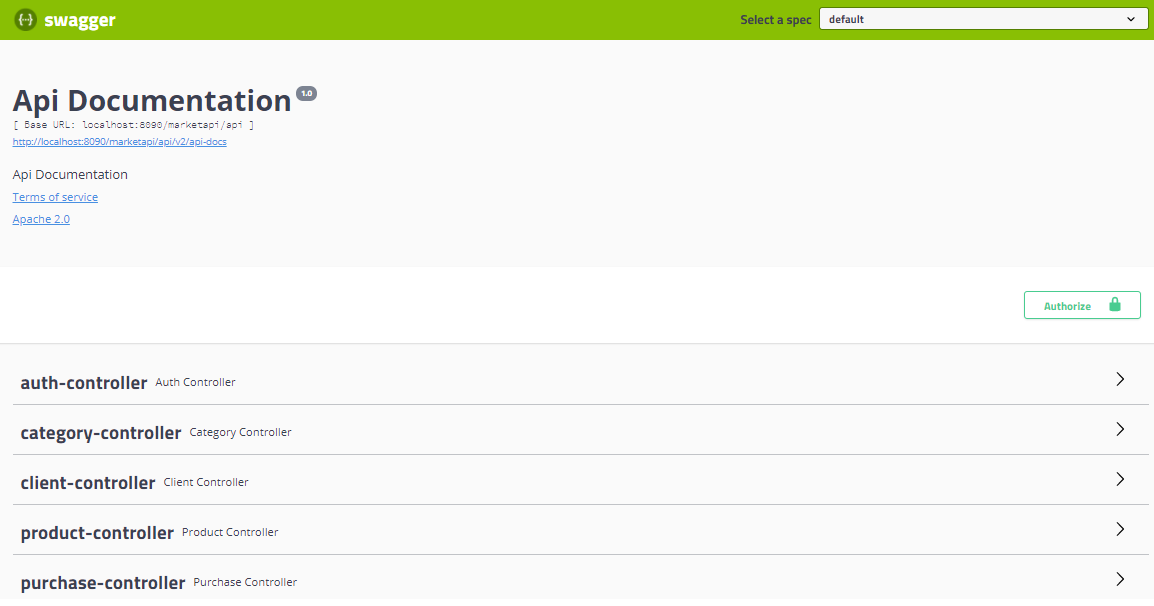 swagger
Select a spec default
Api Documentation 1.0
[ Base URL: localhost:8090/marketapi/api ]
http://localhost:8090/marketapi/api/v2/api-docs
Api Documentation
Terms of service
Apache 2.0
Authorize
auth-controller Auth Controller
category-controller Category Controller
client-controller Client Controller
product-controller Product Controller
purchase-controller Purchase Controller